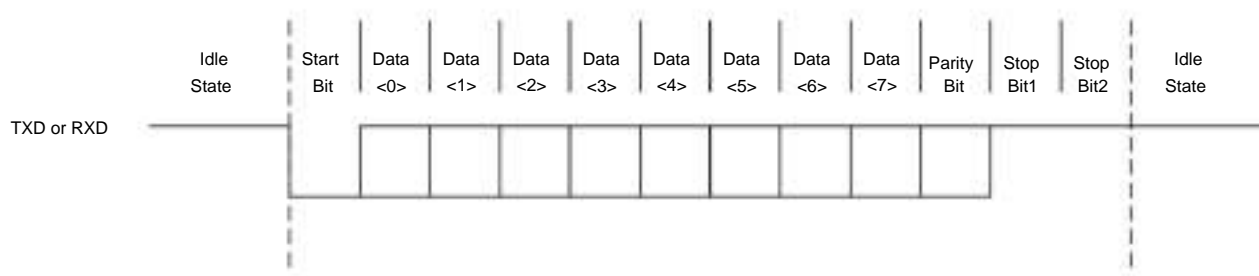 Idle State
Start Bit
Data <0>
Data <1>
Data <2>
Data <3>
Data <4>
Data <5>
Data <6>
Data <7>
Parity Bit
Stop Bit1
Stop Bit2
Idle State
TXD or RXD